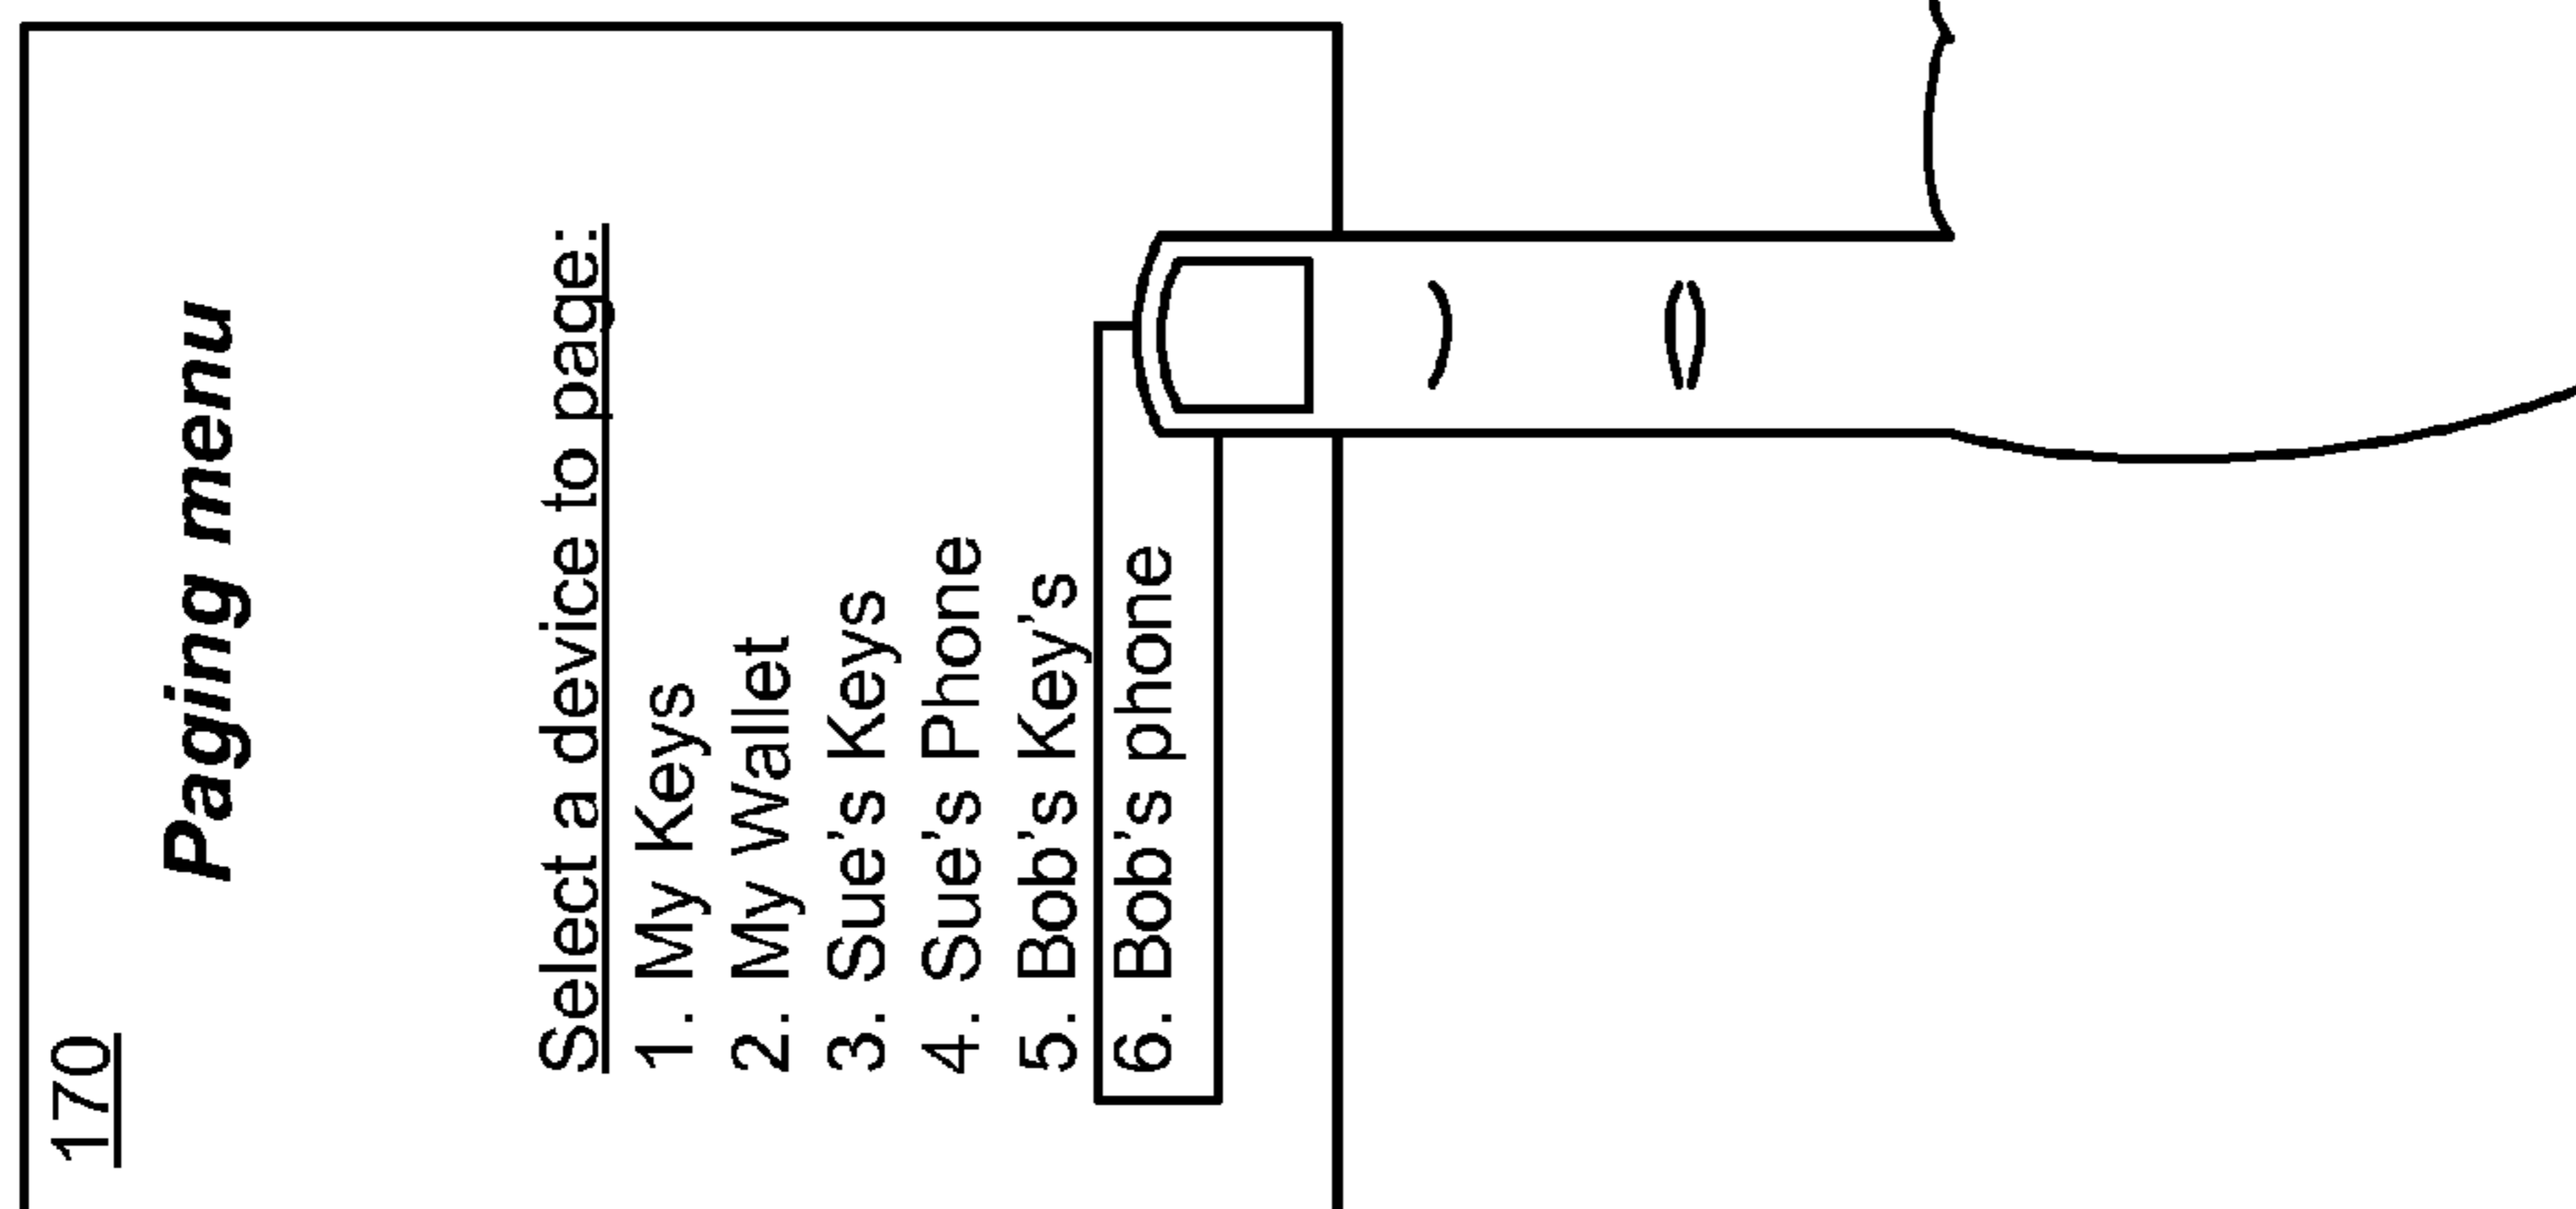 170
Paging menu
Select a device to page:
1. My Keys
2. My Wallet
3. Sue's Keys
4. Sue's Phone
5. Bob's Key's
6. Bob's phone